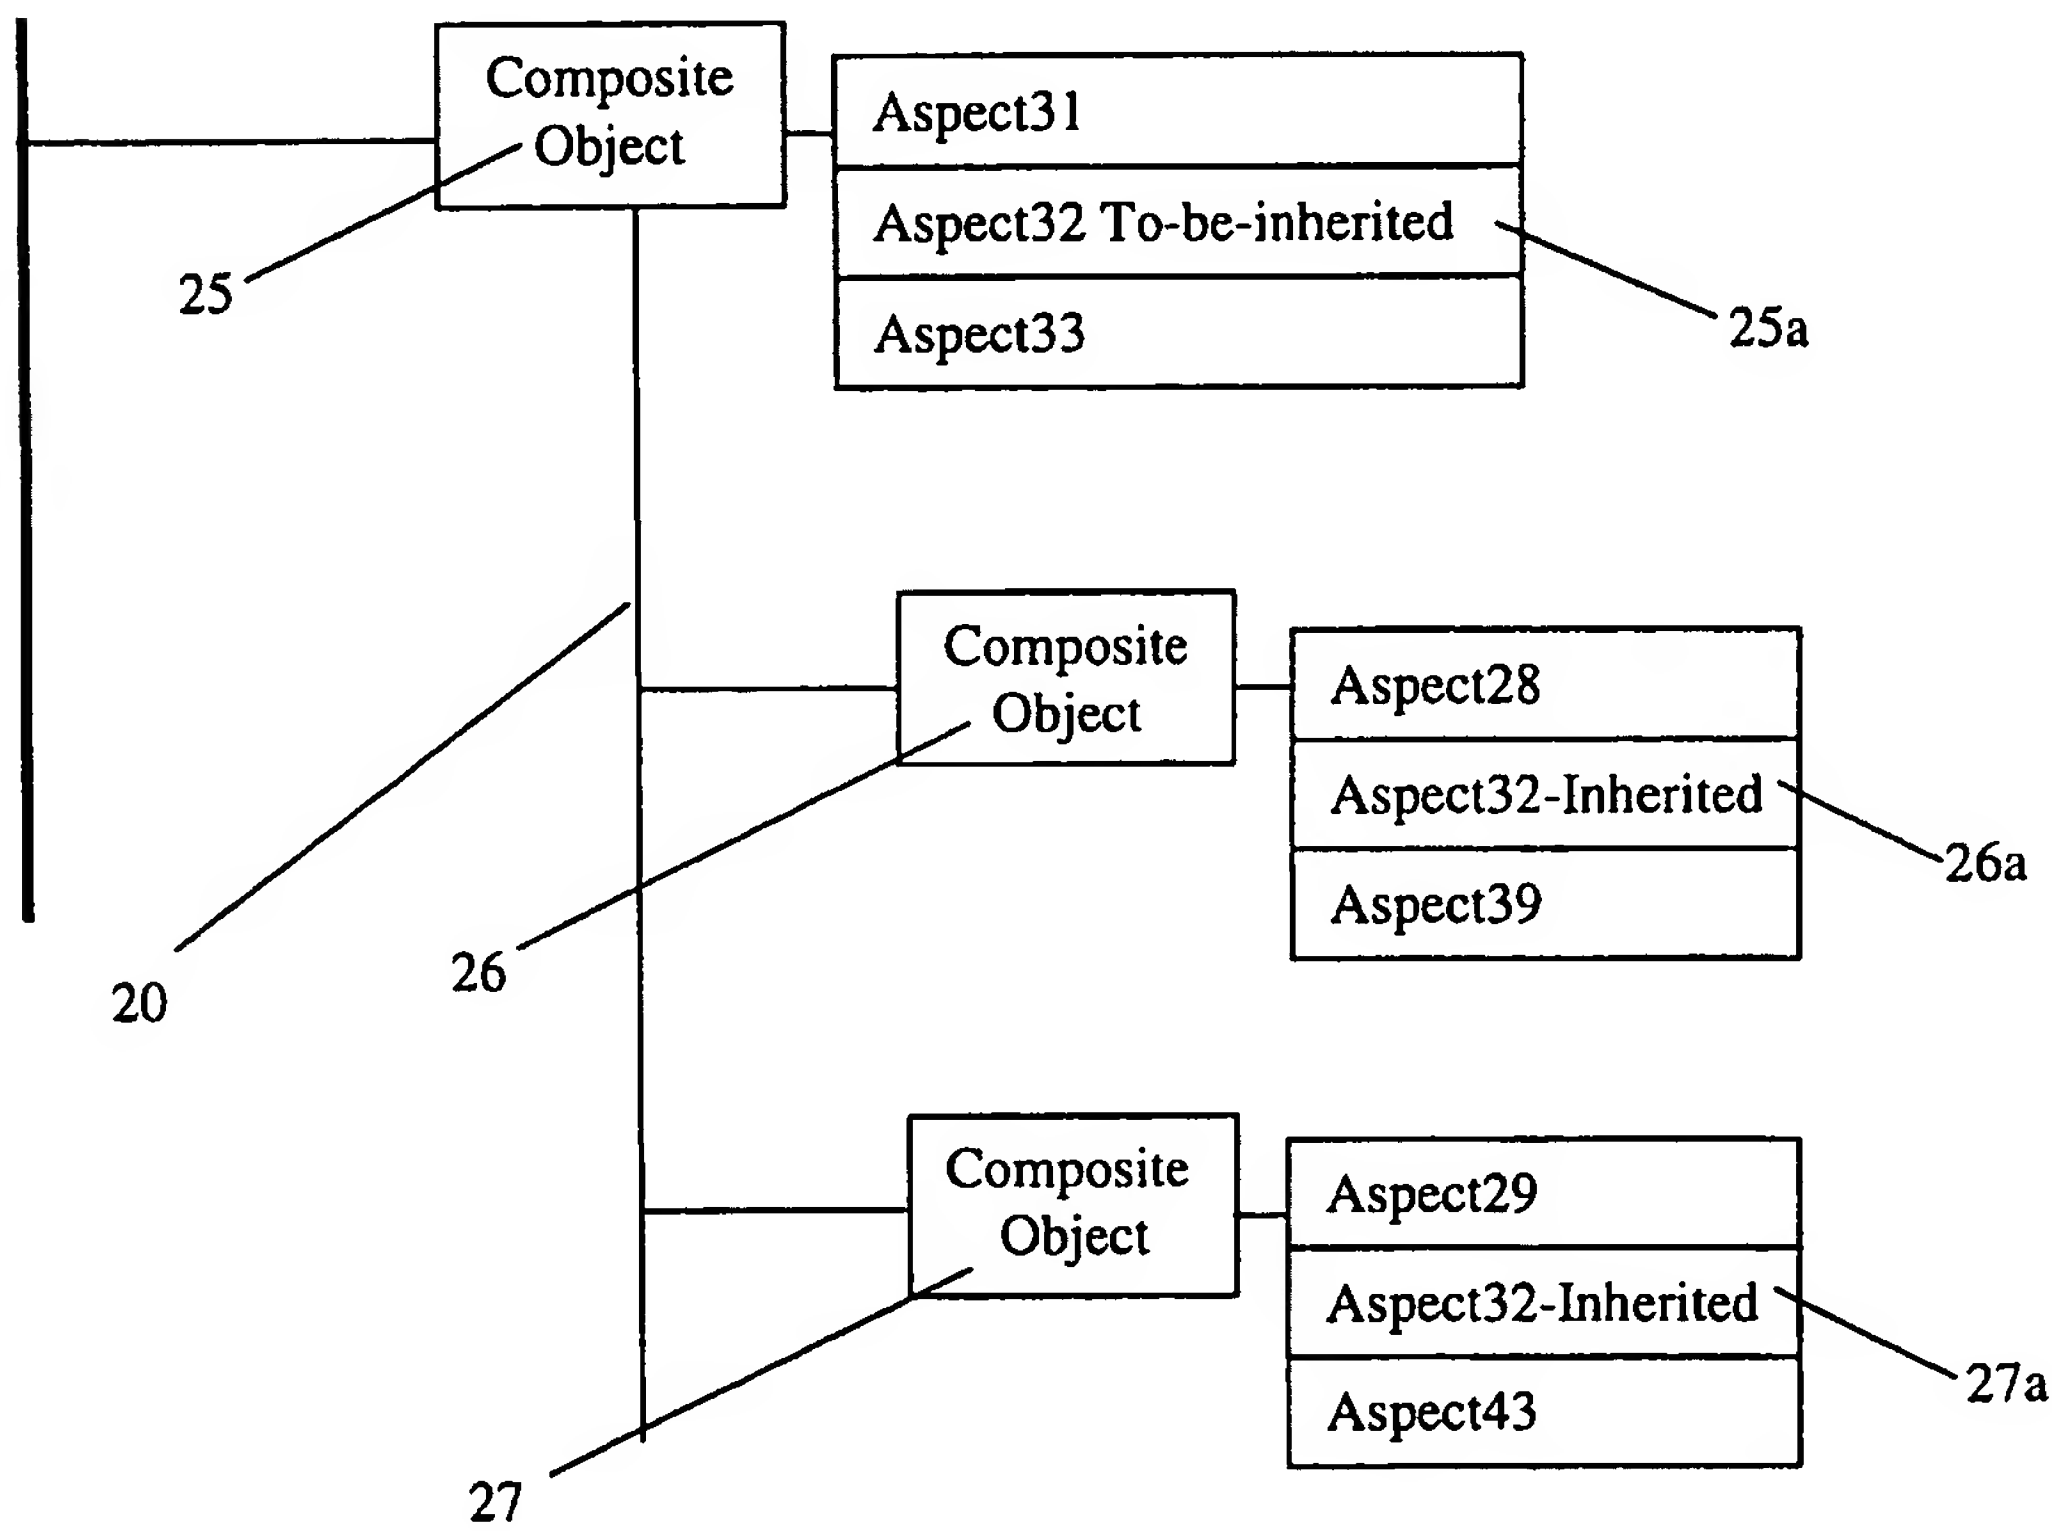 Composite
Object
Aspect31
Aspect32 To-be-inherited
Aspect33
25
25a
Composite
Object
Aspect28
Aspect32-Inherited
Aspect39
26a
26
20
Composite
Object
Aspect29
Aspect32-Inherited
Aspect43
27a
27